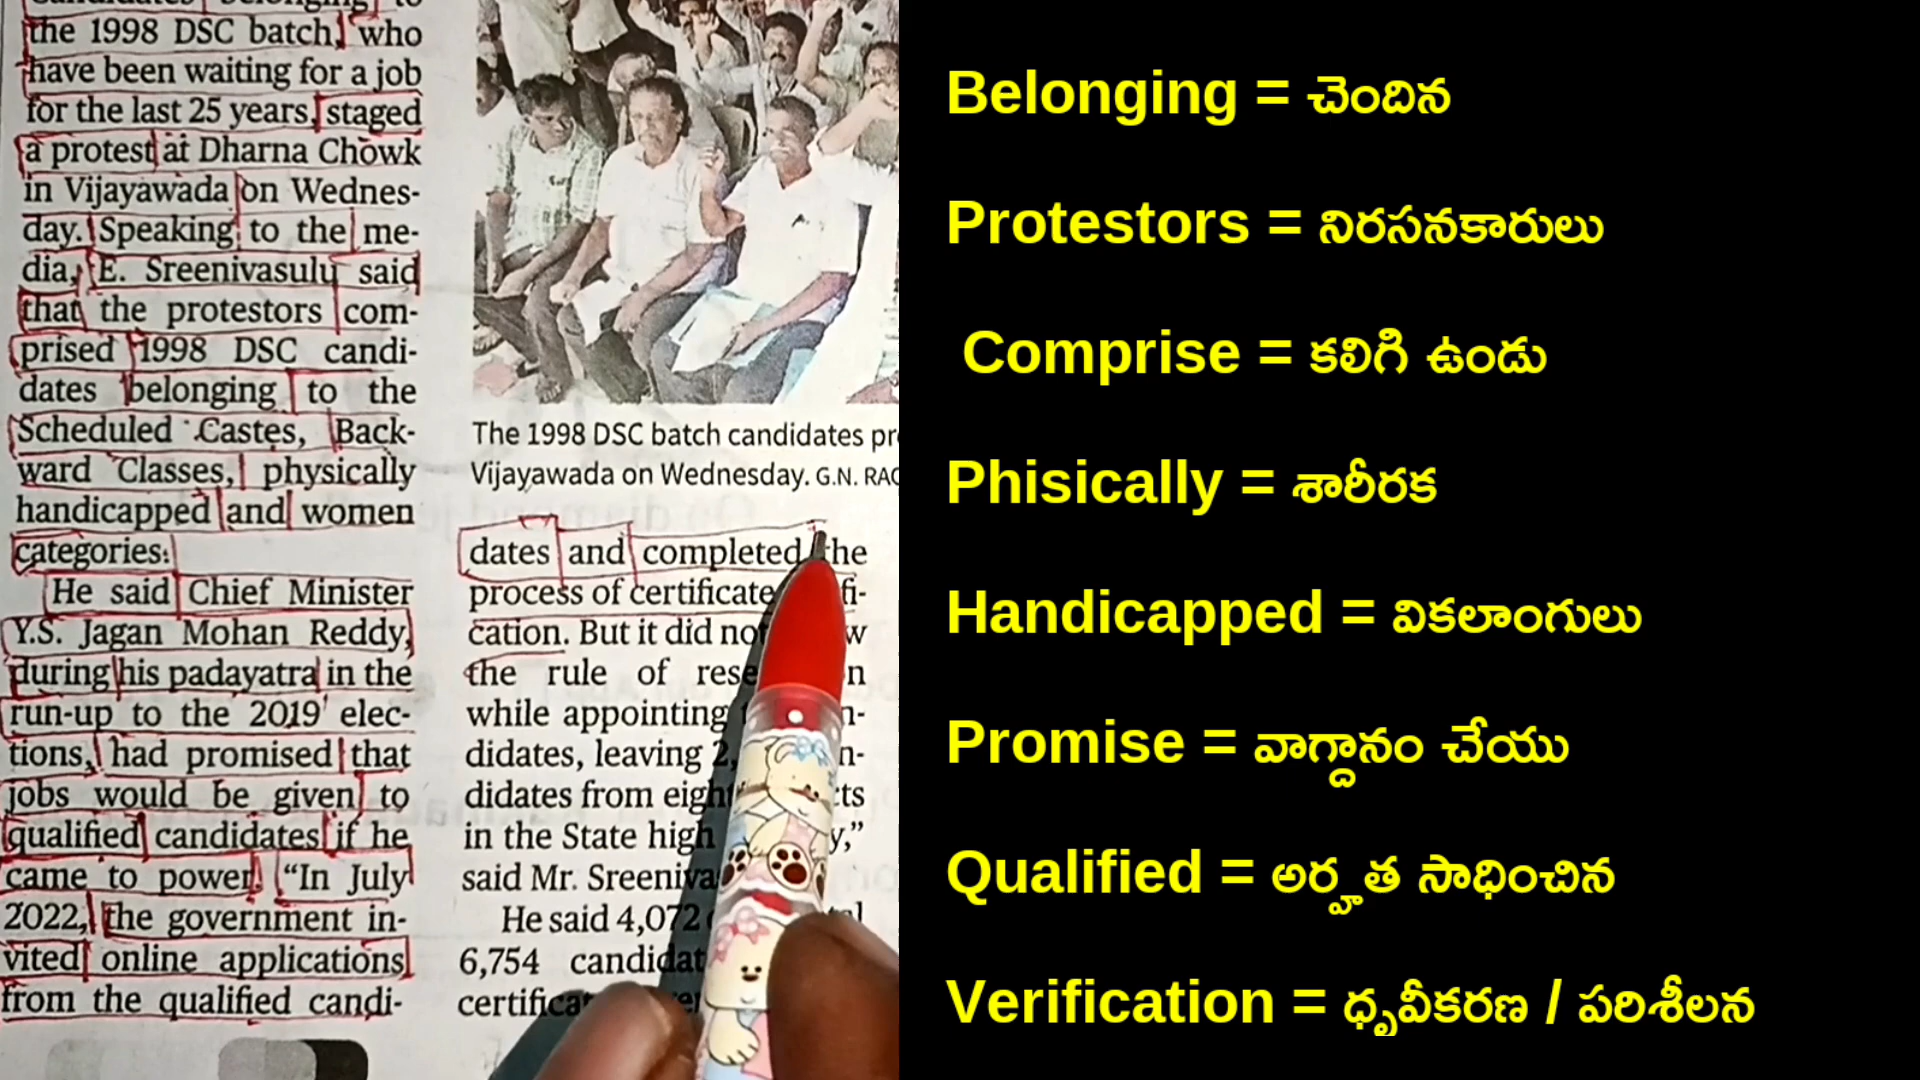 the 1998 DSC batch, who
have been waiting for a job
for the last 25 years, staged
a protest at Dharna Chowk
in Vijayawada on Wednes-
day. Speaking to the me-
dia, E. Sreenivasulu said
that the protestors com-
prised 1998 DSC candi-
dates belonging to the
Scheduled Castes, Back-
ward Classes, physically
handicapped and women
categories.
He said Chief Minister
Y.S. Jagan Mohan Reddy,
during his padayatra in the
run-up to the 2019 elec-
tions, had promised that
jobs would be given to
qualified candidates if he
came to power. “In July
2022, the government in-
vited online applications
from the qualified candi-
The 1998 DSC batch candidates
Vijayawada on Wednesday. G.N.
dates and completed the
process of certificate
cation. But it did
the rule of
while appointing
didates, leaving
didates from
in the State high
said Mr.
He said 4,072
6,754
Belonging = చెందిన
Protestors = నిరసనకారులు
Comprise = కలిగి ఉండు
Phisically = శారీరక
Handicapped = వికలాంగులు
Promise = వాగ్దానం చేయు
Qualified = అర్హత సాధించిన
Verification = ధృవీకరణ / పరిశీలన